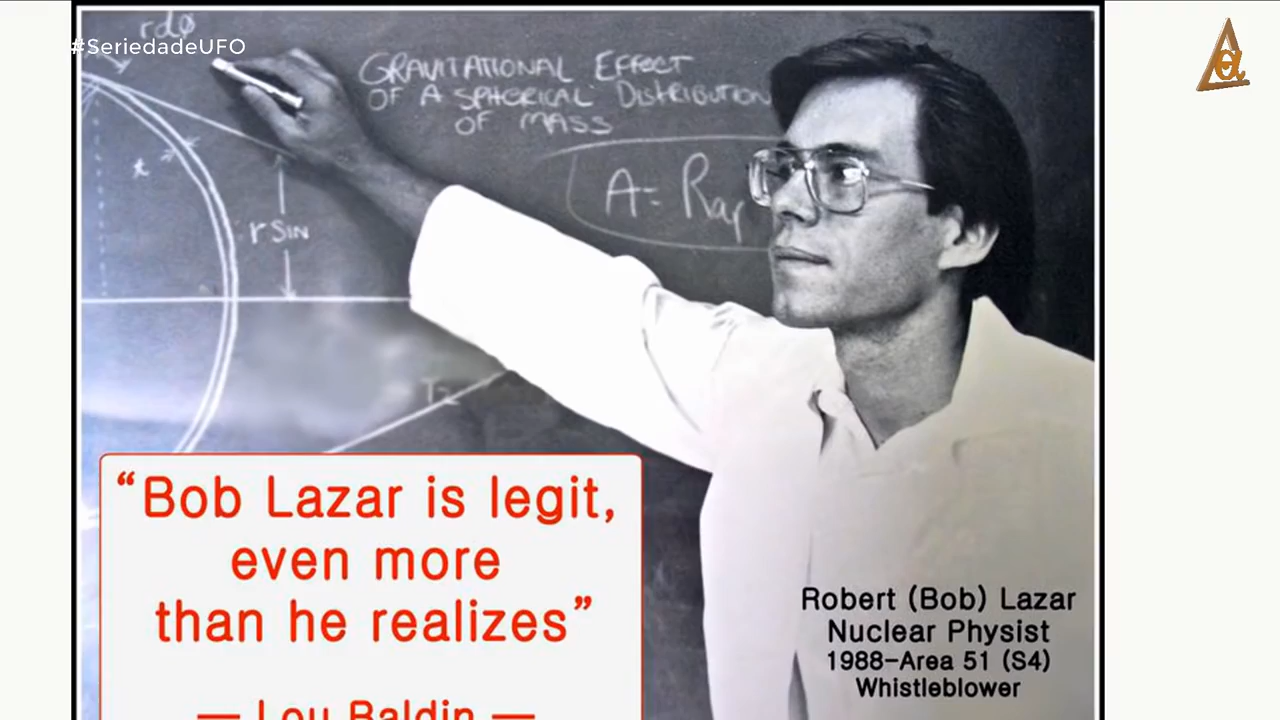 rdø
#SeriedadeUFO
GRAVITATIONAL EFFECT
OF A SPHERICAL DISTRIBUTION
OF MASS
t
A=
r SIN
“Bob Lazar is legit,
even more
than he realizes”
— Lou Baldin —
Robert (Bob) Lazar
Nuclear Physist
1988-Area 51 (S4)
Whistleblower